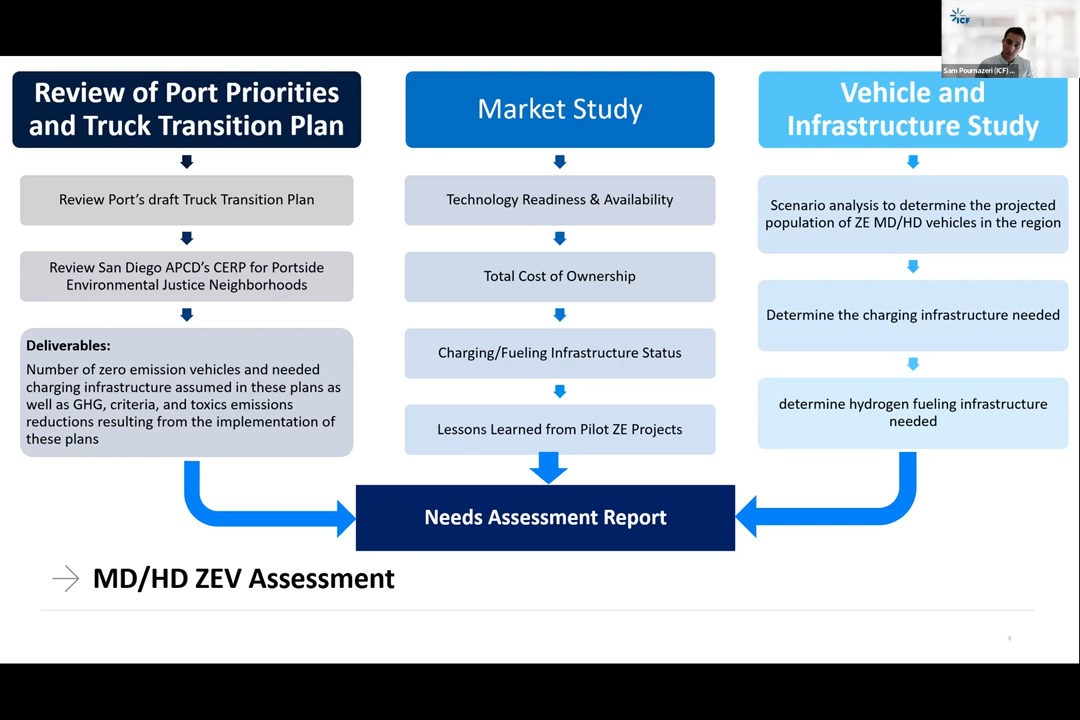 ICF
Sam Pournazeri (ICF)...
Review of Port Priorities
and Truck Transition Plan
Review Port's draft Truck Transition Plan
Review San Diego APCD's CERP for Portside
Environmental Justice Neighborhoods
Deliverables:
Number of zero emission vehicles and needed
charging infrastructure assumed in these plans as
well as GHG, criteria, and toxics emissions
reductions resulting from the implementation of
these plans
Market Study
Technology Readiness & Availability
Total Cost of Ownership
Charging/Fueling Infrastructure Status
Lessons Learned from Pilot ZE Projects
Vehicle and
Infrastructure Study
Scenario analysis to determine the projected
population of ZE MD/HD vehicles in the region
Determine the charging infrastructure needed
determine hydrogen fueling infrastructure
needed
Needs Assessment Report
MD/HD ZEV Assessment
4